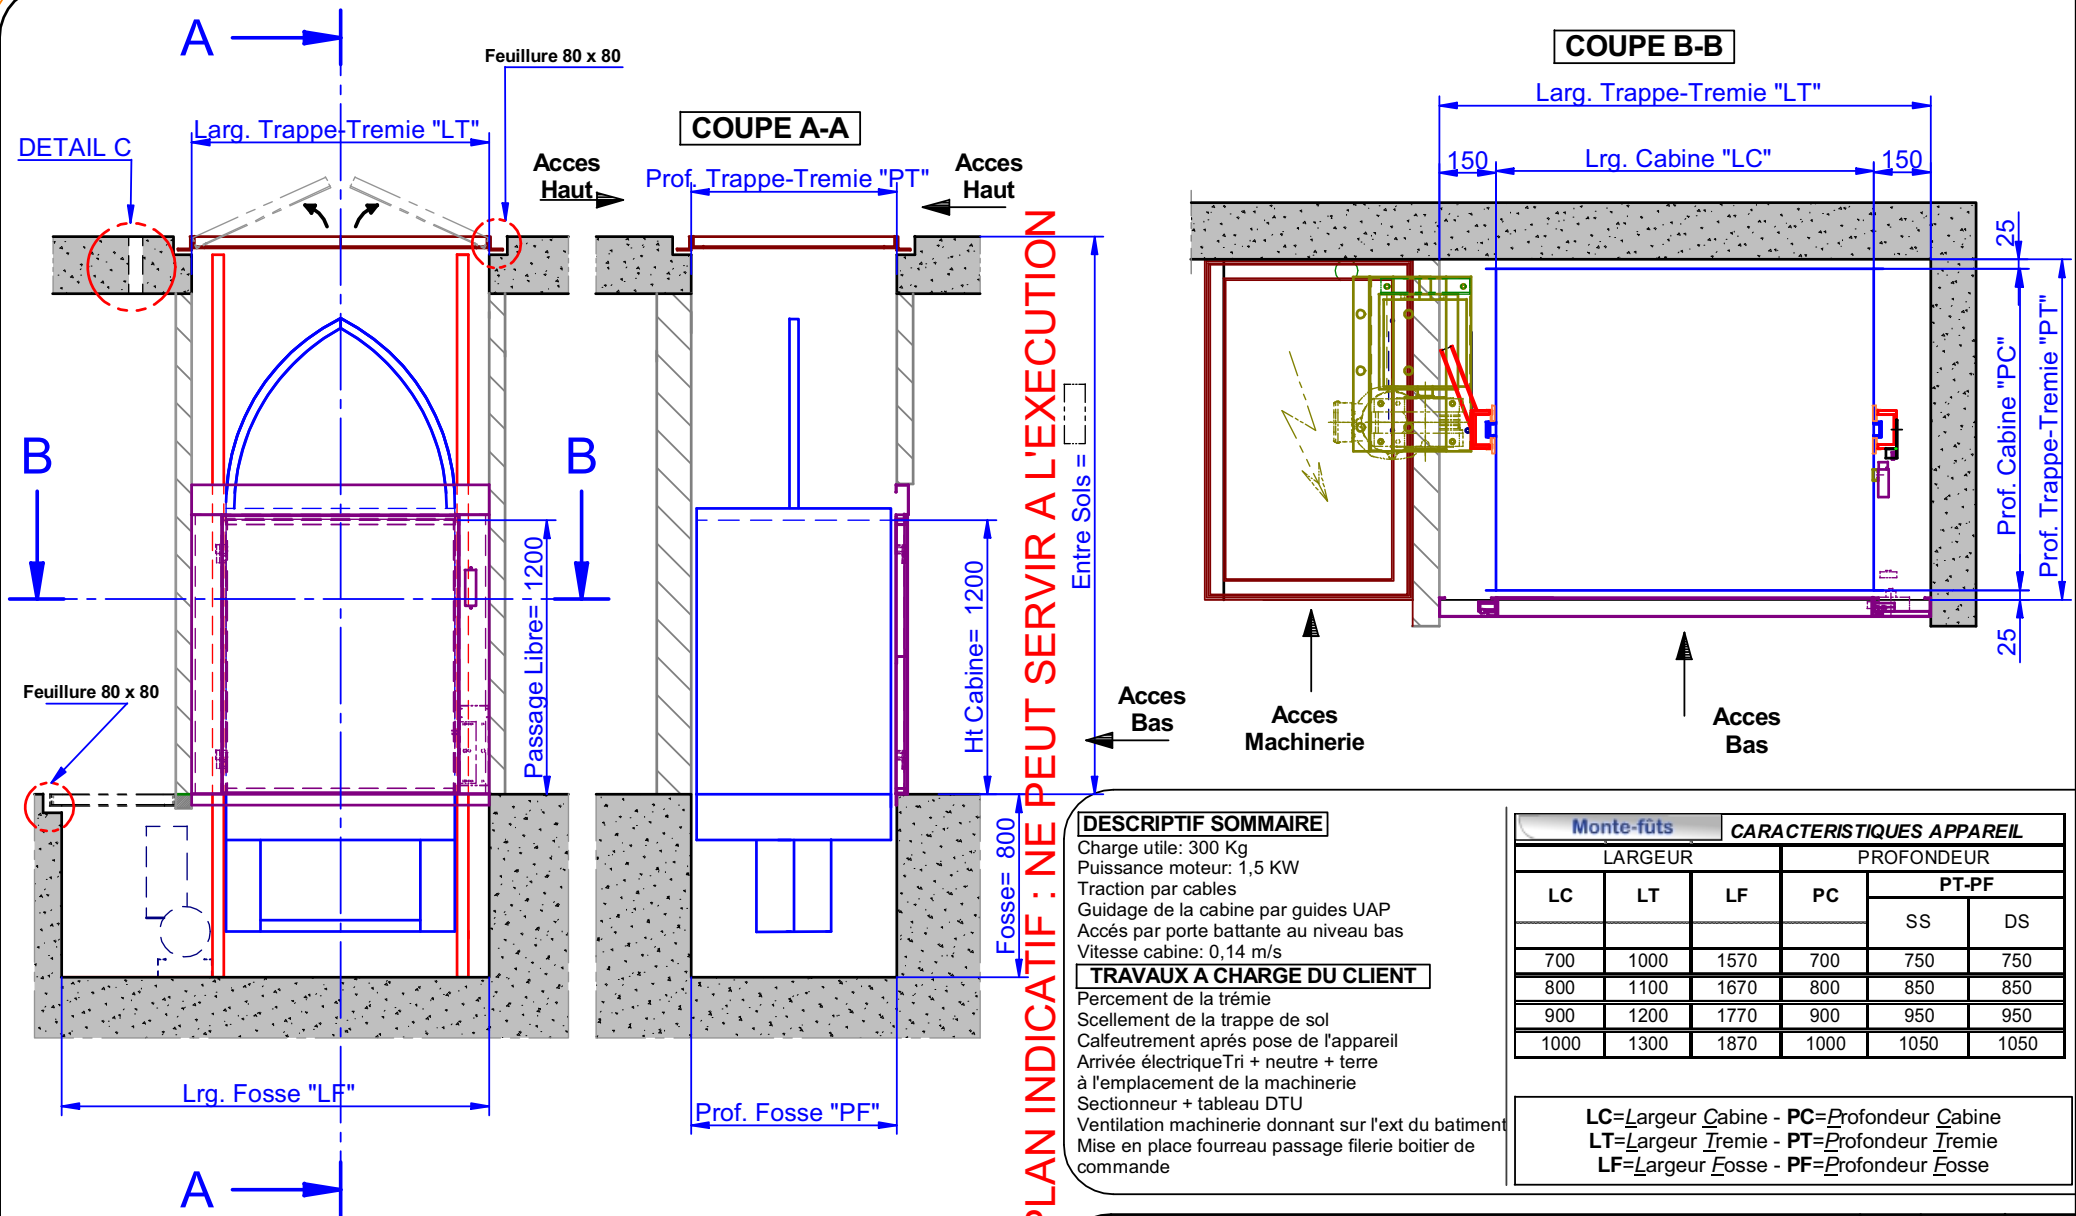 A
Feuillure 80 x 80
COUPE B-B
Larg. Trappe-Tremie "LT"
COUPE A-A
Larg. Trappe-Tremie "LT"
DETAIL C
Acces
Haut
Prof. Trappe-Tremie "PT"
Acces
Haut
150
Lrg. Cabine "LC"
150
25
Prof. Cabine "PC"
Prof. Trappe-Tremie "PT"
25
B
B
Passage Libre= 1200
Ht Cabine= 1200
Entre Sols =
PLAN INDICATIF : NE PEUT SERVIR A L'EXECUTION
Feuillure 80 x 80
Acces
Bas
Acces
Machinerie
Acces
Bas
Fosse= 800
DESCRIPTIF SOMMAIRE
Charge utile: 300 Kg
Puissance moteur: 1,5 KW
Traction par cables
Guidage de la cabine par guides UAP
Accés par porte battante au niveau bas
Vitesse cabine: 0,14 m/s
TRAVAUX A CHARGE DU CLIENT
Percement de la trémie
Scellement de la trappe de sol
Calfeutrement aprés pose de l'appareil
Arrivée électriqueTri + neutre + terre
à l'emplacement de la machinerie
Sectionneur + tableau DTU
Ventilation machinerie donnant sur l'ext du batiment
Mise en place fourreau passage filerie boitier de
commande
Monte-fûts CARACTERISTIQUES APPAREIL
LARGEUR PROFONDEUR
LC LT LF PC PT-PF
SS DS
700 1000 1570 700 750 750
800 1100 1670 800 850 850
900 1200 1770 900 950 950
1000 1300 1870 1000 1050 1050
LC=Largeur Cabine - PC=Profondeur Cabine
LT=Largeur Tremie - PT=Profondeur Tremie
LF=Largeur Fosse - PF=Profondeur Fosse
Lrg. Fosse "LF"
Prof. Fosse "PF"
A